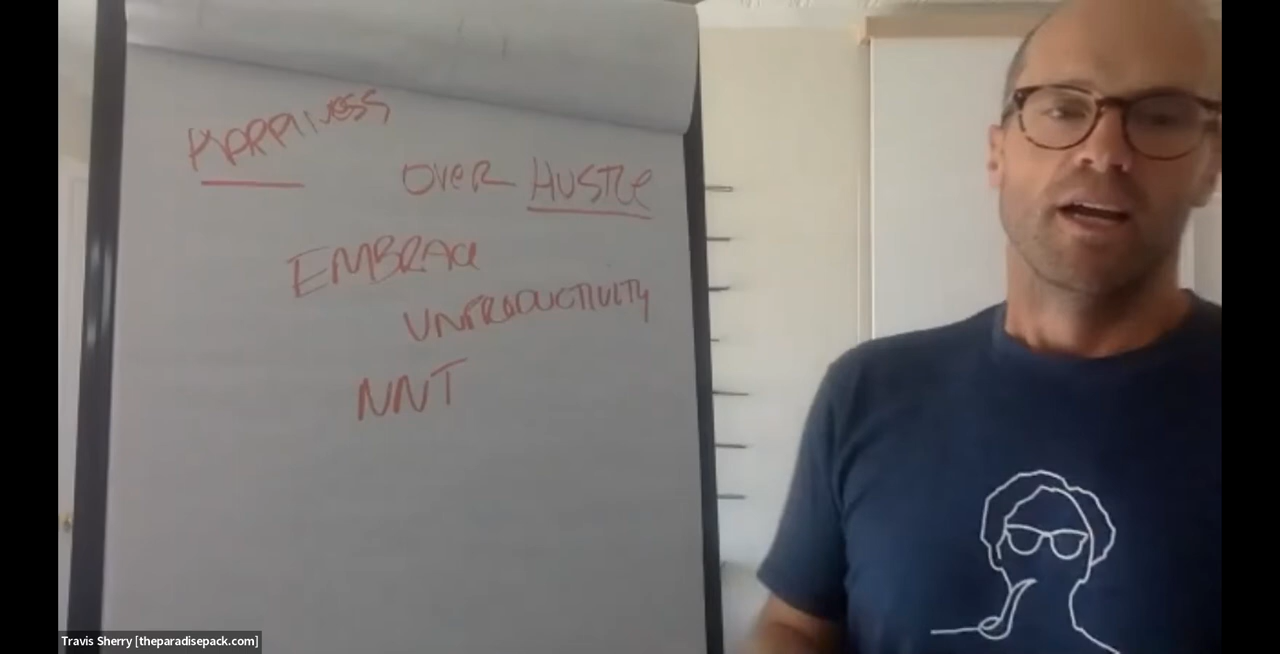 HAPPINESS
OVER HUSTLE
EMBRACE
UNPRODUCTIVITY
NNT
Travis Sherry [theparadisepack.com]